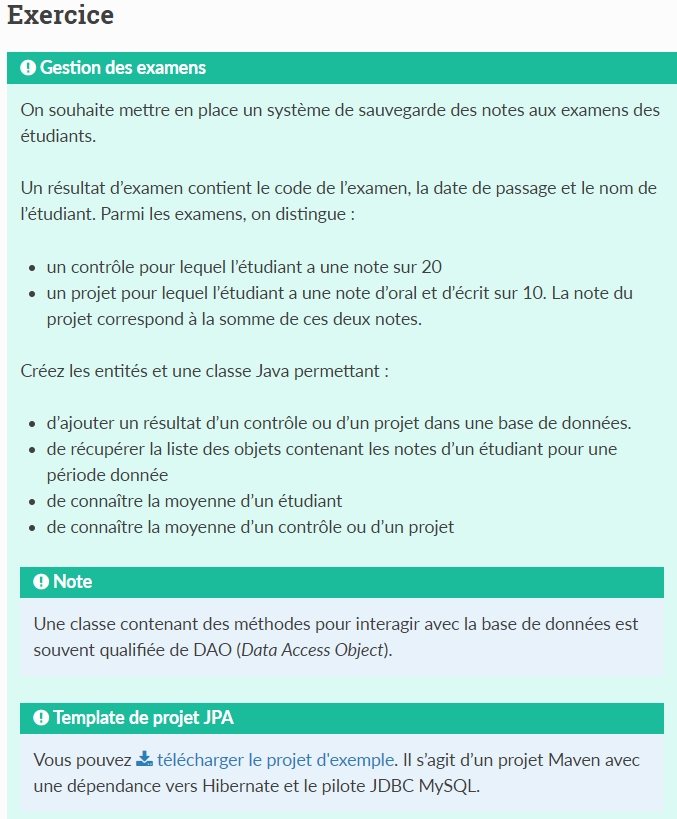 Exercice
Gestion des examens
On souhaite mettre en place un système de sauvegarde des notes aux examens des
étudiants.
Un résultat d’examen contient le code de l’examen, la date de passage et le nom de
l’étudiant. Parmi les examens, on distingue :
• un contrôle pour lequel l’étudiant a une note sur 20
• un projet pour lequel l’étudiant a une note d’oral et d’écrit sur 10. La note du
projet correspond à la somme de ces deux notes.
Créez les entités et une classe Java permettant :
• d’ajouter un résultat d’un contrôle ou d’un projet dans une base de données.
• de récupérer la liste des objets contenant les notes d’un étudiant pour une
période donnée
• de connaître la moyenne d’un étudiant
• de connaître la moyenne d’un contrôle ou d’un projet
Note
Une classe contenant des méthodes pour interagir avec la base de données est
souvent qualifiée de DAO (Data Access Object).
Template de projet JPA
Vous pouvez télécharger le projet d'exemple. Il s’agit d’un projet Maven avec
une dépendance vers Hibernate et le pilote JDBC MySQL.